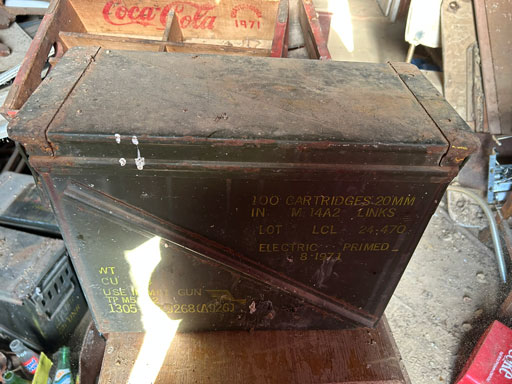 Coca-Cola
1971
100 CARTRIDGES-20MM
IN M 14A2 LINKS
LOT LCL - 24,470
ELECTRIC PRIMED
8-1971
WT
CU
USE IN GUN
TP
1305